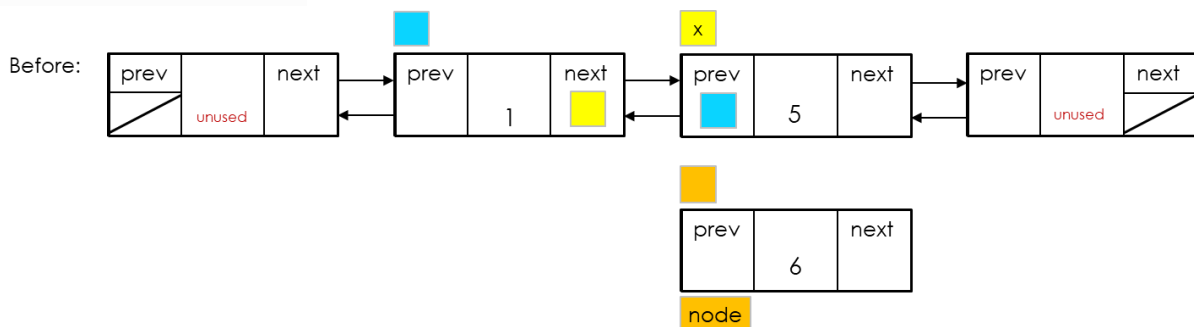 x
Before:
prev next prev next prev next prev next
unused 1 5 unused
prev next
6
node